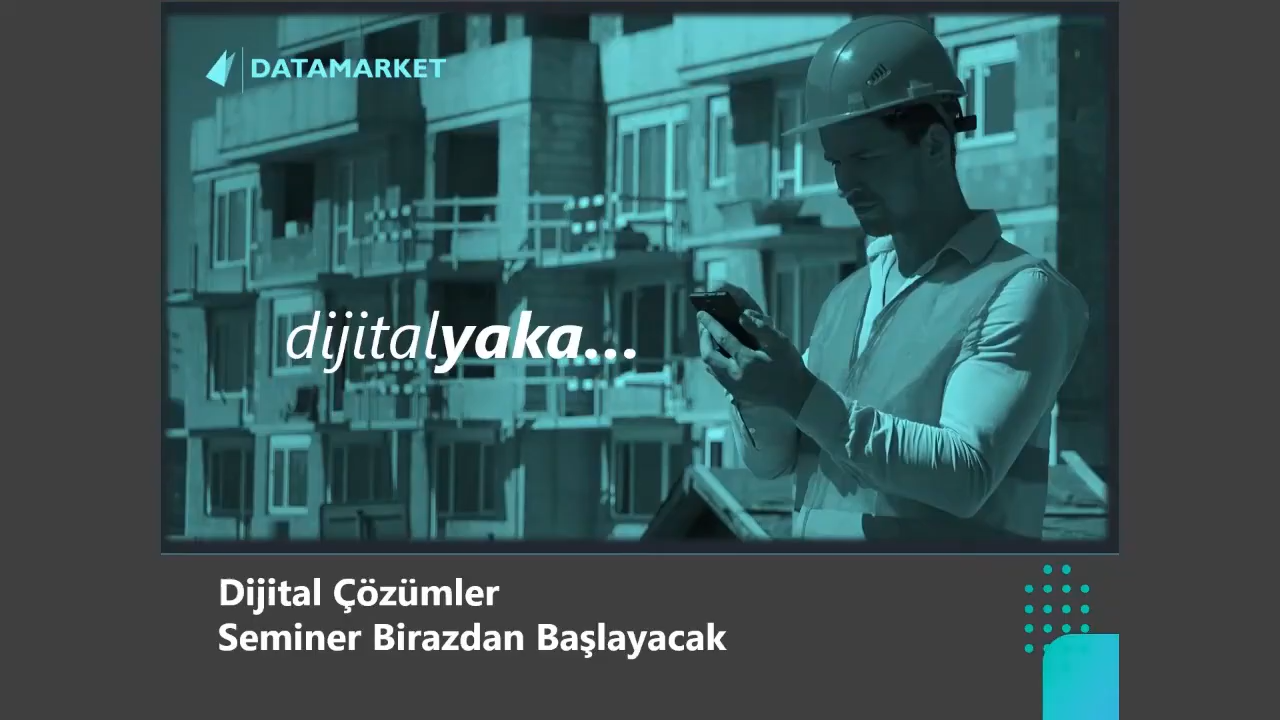 DATAMARKET
dijitalyaka...
Dijital Çözümler
Seminer Birazdan Başlayacak